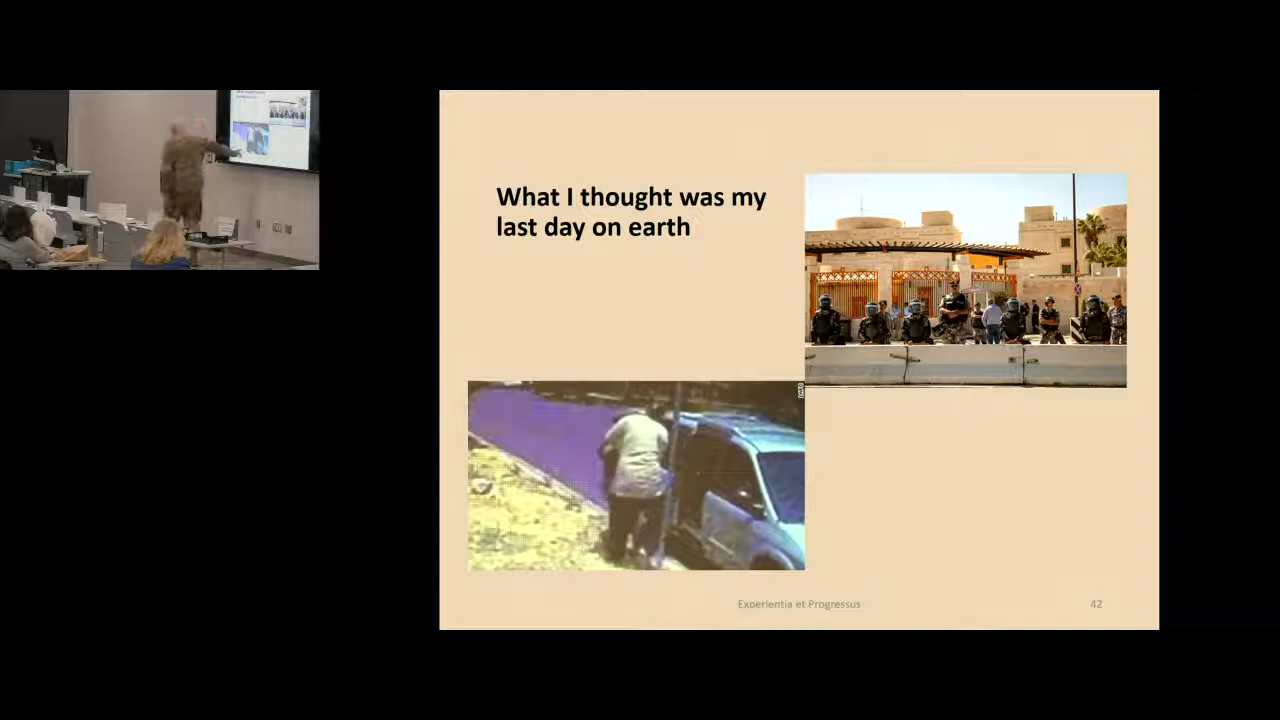 What I thought was my
last day on earth
Experientia et Progressus
42